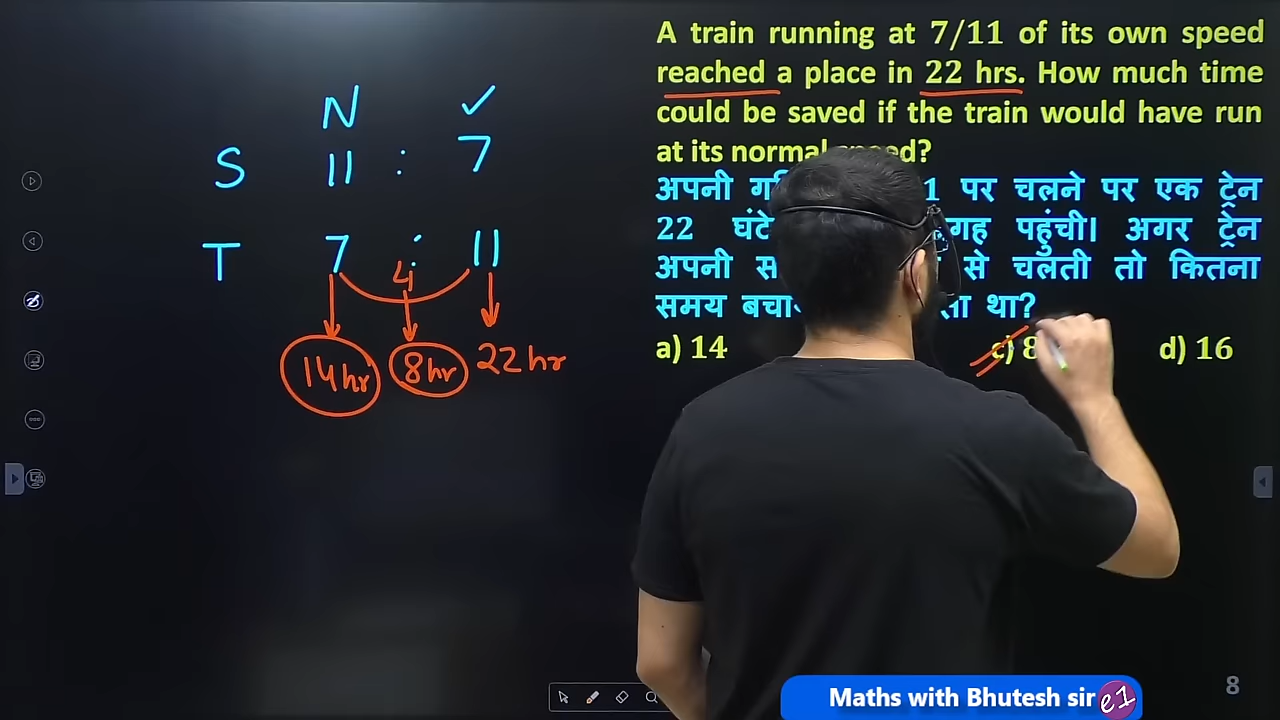 N ✓
S 11 : 7
T 7 : 11
4
14hr 8hr 22hr
A train running at 7/11 of its own speed
reached a place in 22 hrs. How much time
could be saved if the train would have run
at its normal speed?
अपनी 1 पर चलने पर एक ट्रेन
22 पहुंची। अगर ट्रेन
अपनी से चलती तो कितना
समय था?
a) 14 c) 8 d) 16
8
Maths with Bhutesh sir e1